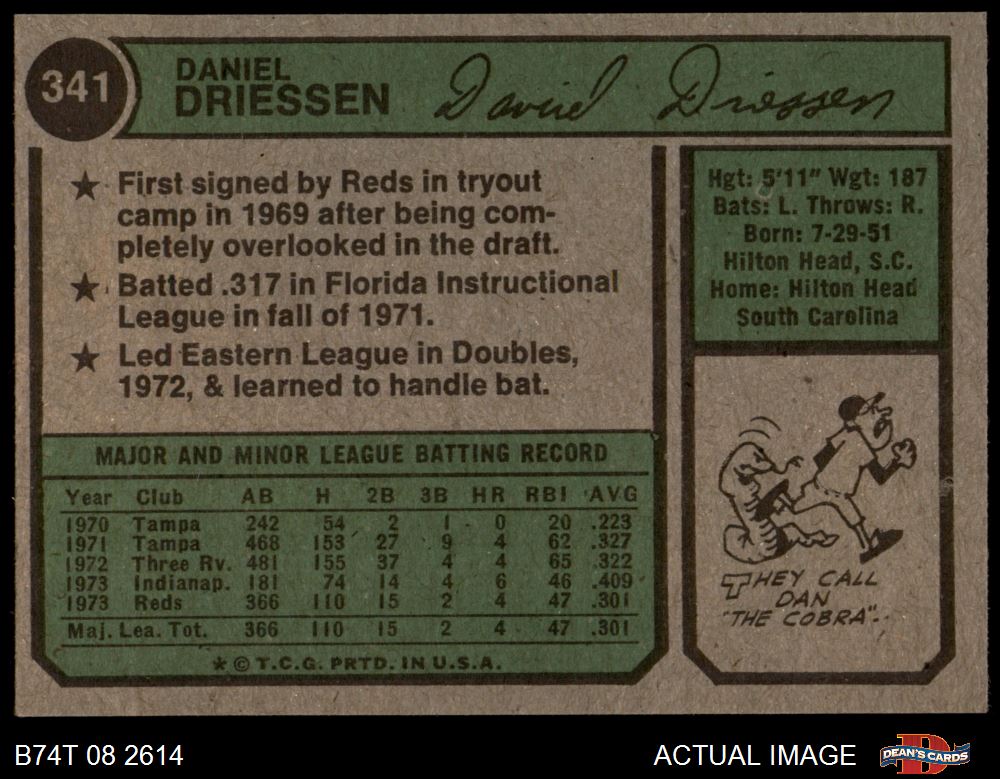 341
DANIEL
DRIESSEN
Daniel Driessen
★ First signed by Reds in tryout
camp in 1969 after being com-
pletely overlooked in the draft.
★ Batted .317 in Florida Instructional
League in fall of 1971.
★ Led Eastern League in Doubles,
1972, & learned to handle bat.
Hgt: 5'11" Wgt: 187
Bats: L. Throws: R.
Born: 7-29-51
Hilton Head, S.C.
Home: Hilton Head
South Carolina
MAJOR AND MINOR LEAGUE BATTING RECORD
Year Club AB H 2B 3B HR RBI AVG
1970 Tampa 242 54 2 1 0 20 .223
1971 Tampa 468 153 27 9 4 62 .327
1972 Three Rv. 481 155 37 4 4 65 .322
1973 Indianap. 181 74 14 4 6 46 .409
1973 Reds 366 110 15 2 4 47 .301
Maj. Lea. Tot. 366 110 15 2 4 47 .301
★ © T.C.G. PRTD. IN U.S.A.
THEY CALL
DAN
"THE COBRA"..
B74T 08 2614
ACTUAL IMAGE
DEAN'S CARDS